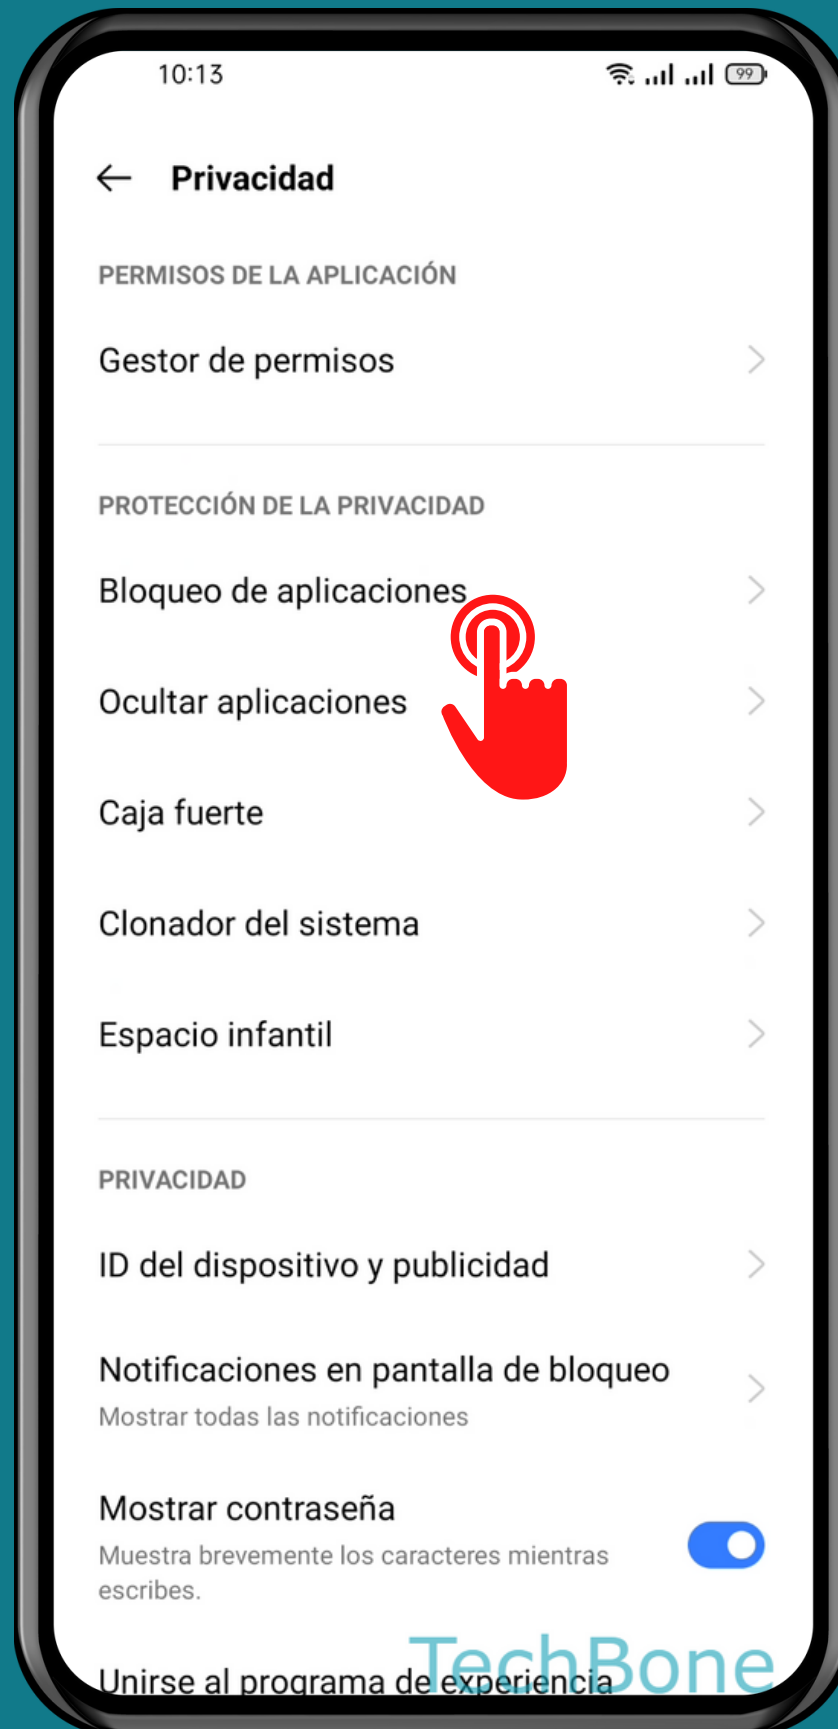 10:13
99
Privacidad
PERMISOS DE LA APLICACIÓN
Gestor de permisos
PROTECCIÓN DE LA PRIVACIDAD
Bloqueo de aplicaciones
Ocultar aplicaciones
Caja fuerte
Clonador del sistema
Espacio infantil
PRIVACIDAD
ID del dispositivo y publicidad
Notificaciones en pantalla de bloqueo
Mostrar todas las notificaciones
Mostrar contraseña
Muestra brevemente los caracteres mientras
escribes.
TechBone
Unirse al programa de experiencia